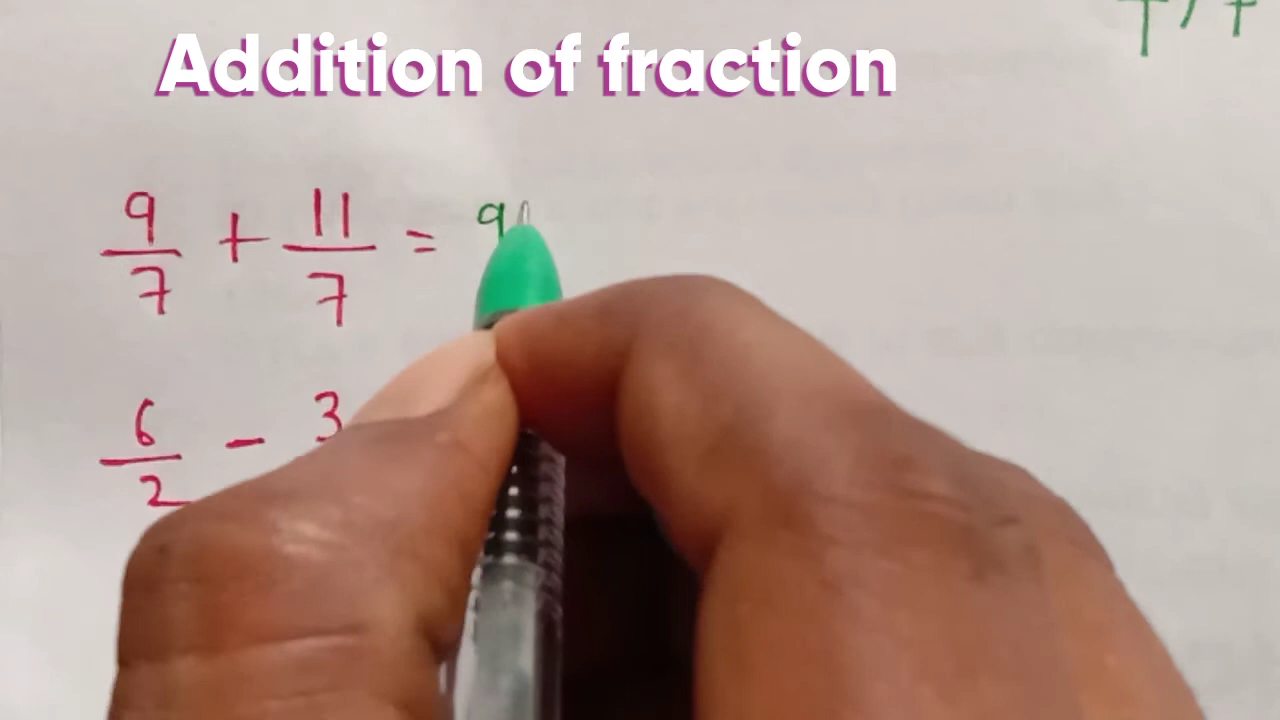 Addition of fraction
9/7 + 11/7 = 9
6/2 - 3